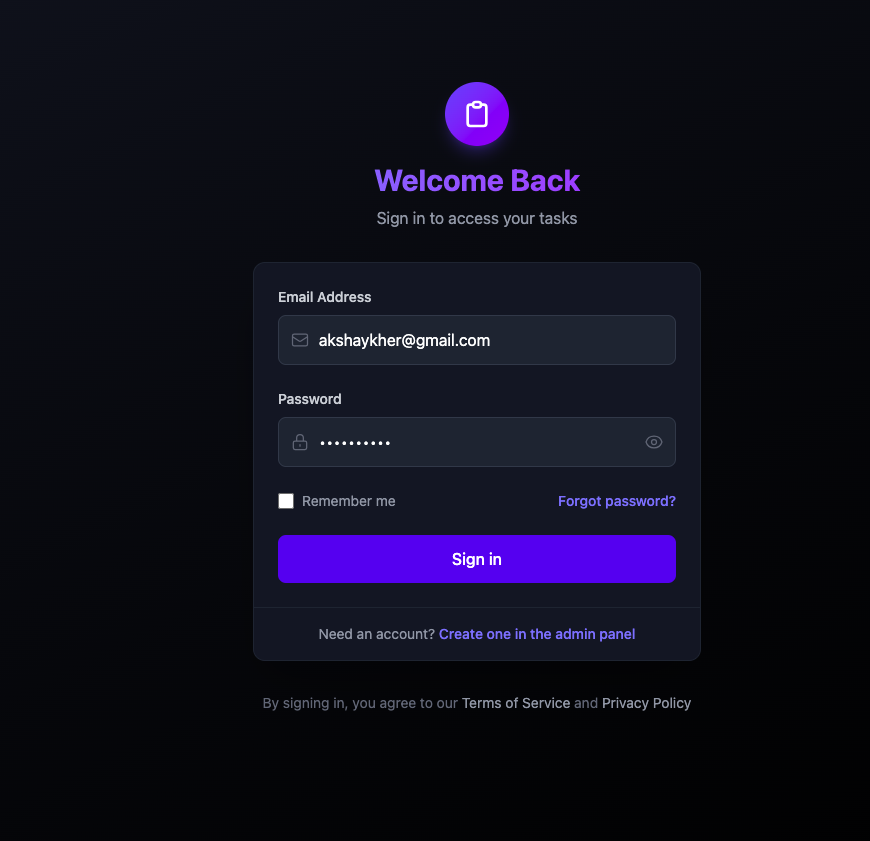 Welcome Back
Sign in to access your tasks
Email Address
akshaykher@gmail.com
Password
••••••••••
Remember me
Forgot password?
Sign in
Need an account? Create one in the admin panel
By signing in, you agree to our Terms of Service and Privacy Policy